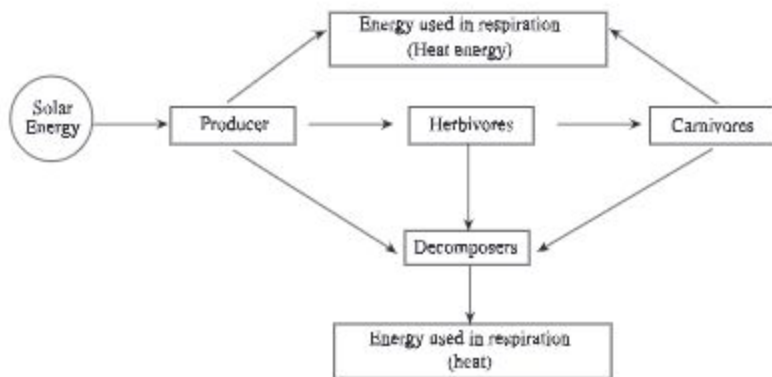 Energy used in respiration
(Heat energy)
Solar
Energy
Producer
Herbivores
Carnivores
Decomposers
Energy used in respiration
(heat)